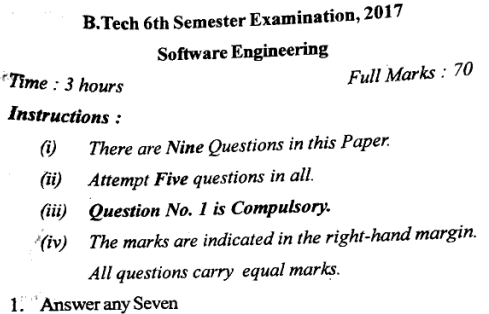 B.Tech 6th Semester Examination, 2017
Software Engineering
Time : 3 hours Full Marks : 70
Instructions :
(i) There are Nine Questions in this Paper.
(ii) Attempt Five questions in all.
(iii) Question No. 1 is Compulsory.
(iv) The marks are indicated in the right-hand margin.
All questions carry equal marks.
1. Answer any Seven